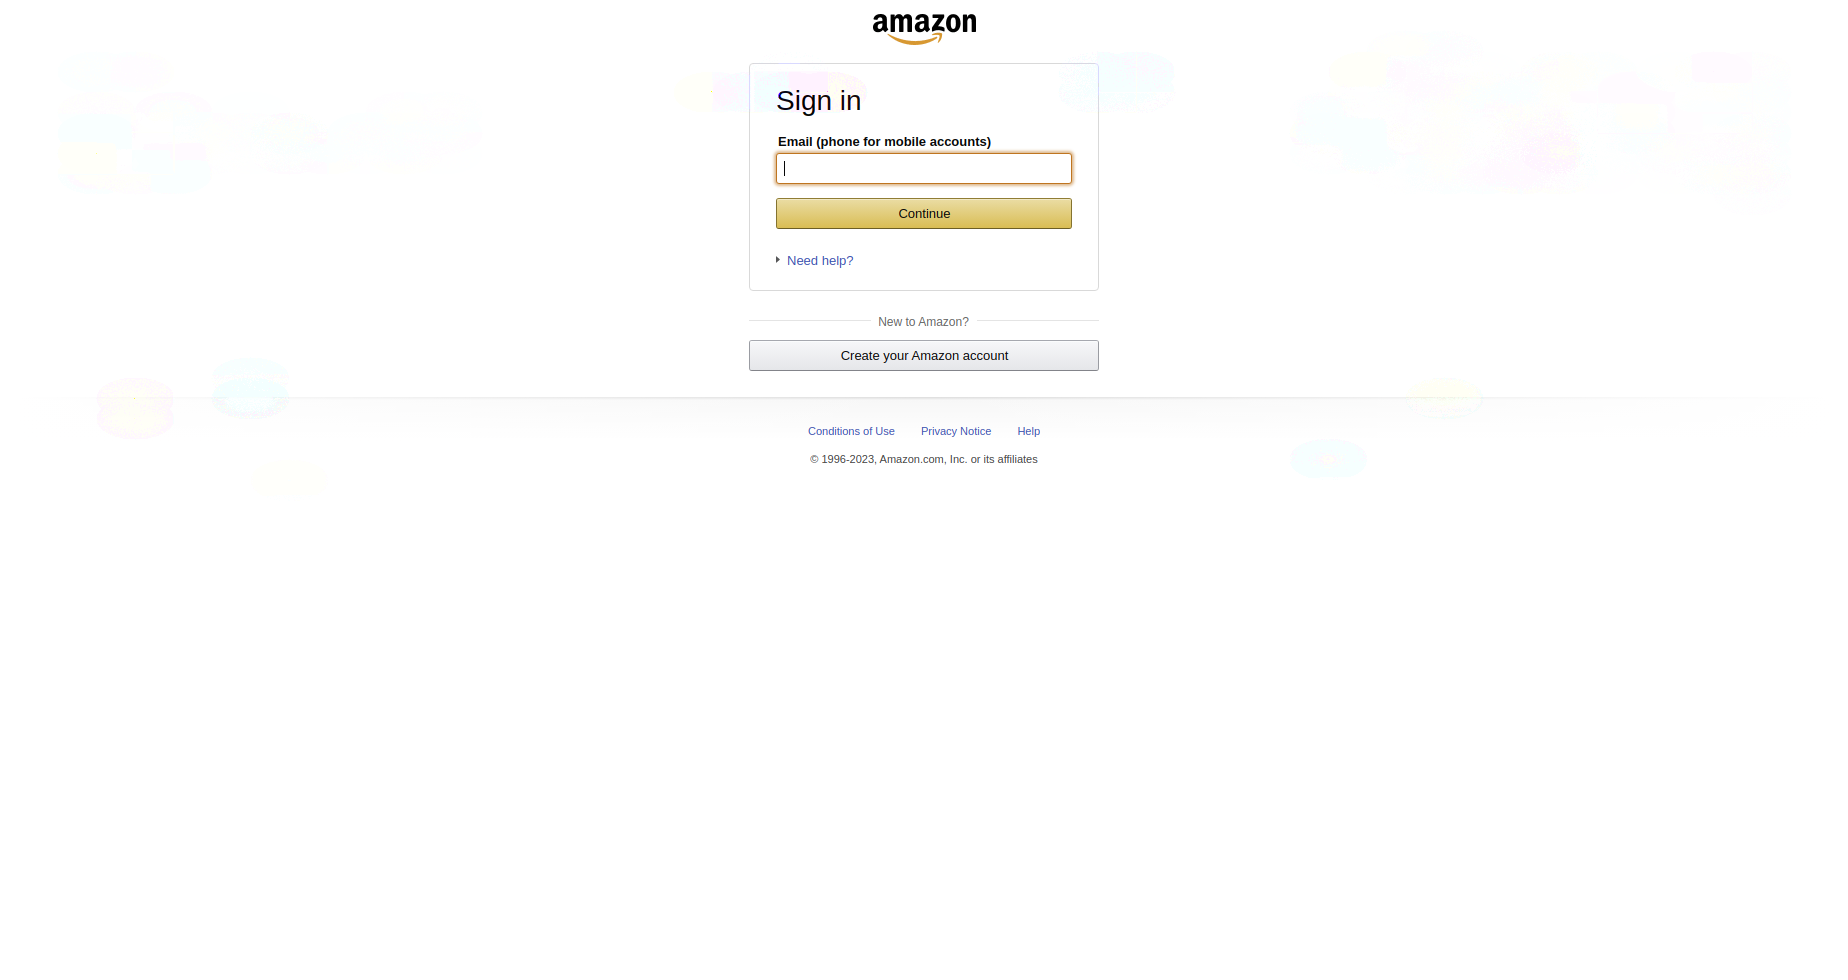 amazon
Sign in
Email (phone for mobile accounts)
Continue
Need help?
New to Amazon?
Create your Amazon account
Conditions of Use Privacy Notice Help
© 1996-2023, Amazon.com, Inc. or its affiliates